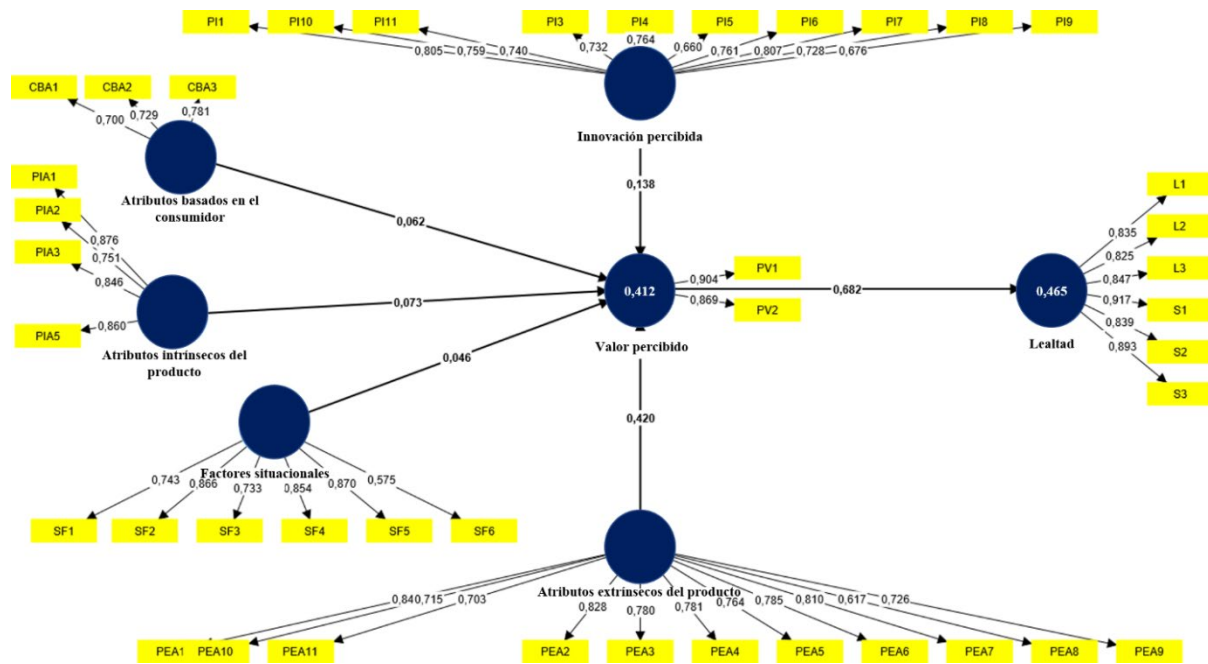 PI1 PI10 PI11 PI3 PI4 PI5 PI6 PI7 PI8 PI9
0,805 0,759 0,740 0,732 0,764 0,660 0,761 0,807 0,728 0,676
Innovación percibida
CBA1 CBA2 CBA3
0,700 0,729 0,781
Atributos basados en el
consumidor
PIA1
PIA2
PIA3
PIA5
0,876
0,751
0,846
0,860
Atributos intrínsecos del
producto
0,138
0,062
0,073
0,046
0,420
0,412
Valor percibido
0,904
0,869
PV1
PV2
0,682
0,465
Lealtad
0,835
0,825
0,847
0,917
0,839
0,893
L1
L2
L3
S1
S2
S3
Factores situacionales
0,743 0,866 0,733 0,854 0,870 0,575
SF1 SF2 SF3 SF4 SF5 SF6
Atributos extrínsecos del producto
0,840 0,715 0,703 0,828 0,780 0,781 0,764 0,785 0,810 0,617 0,726
PEA1 PEA10 PEA11 PEA2 PEA3 PEA4 PEA5 PEA6 PEA7 PEA8 PEA9